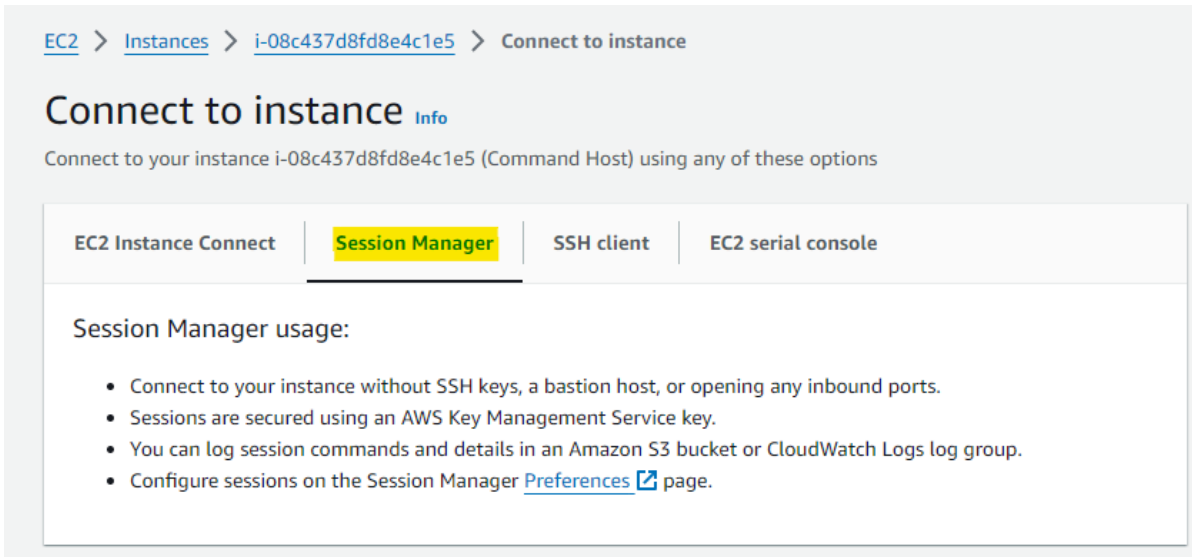 EC2 > Instances > i-08c437d8fd8e4c1e5 > Connect to instance
Connect to instance Info
Connect to your instance i-08c437d8fd8e4c1e5 (Command Host) using any of these options
EC2 Instance Connect Session Manager SSH client EC2 serial console
Session Manager usage:
• Connect to your instance without SSH keys, a bastion host, or opening any inbound ports.
• Sessions are secured using an AWS Key Management Service key.
• You can log session commands and details in an Amazon S3 bucket or CloudWatch Logs log group.
• Configure sessions on the Session Manager Preferences page.